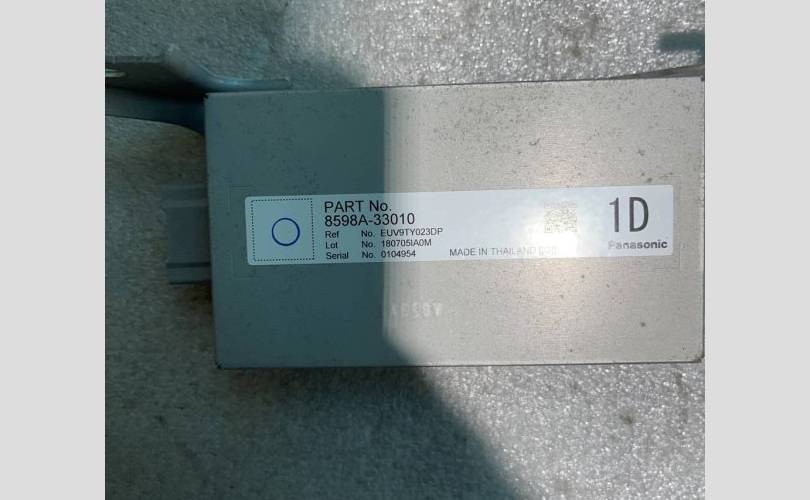 PART No.
8598A-33010
Ref No. EUV9TY023DP
Lot No. 180705IA0M
Serial No. 0104954
MADE IN THAILAND
1D
Panasonic